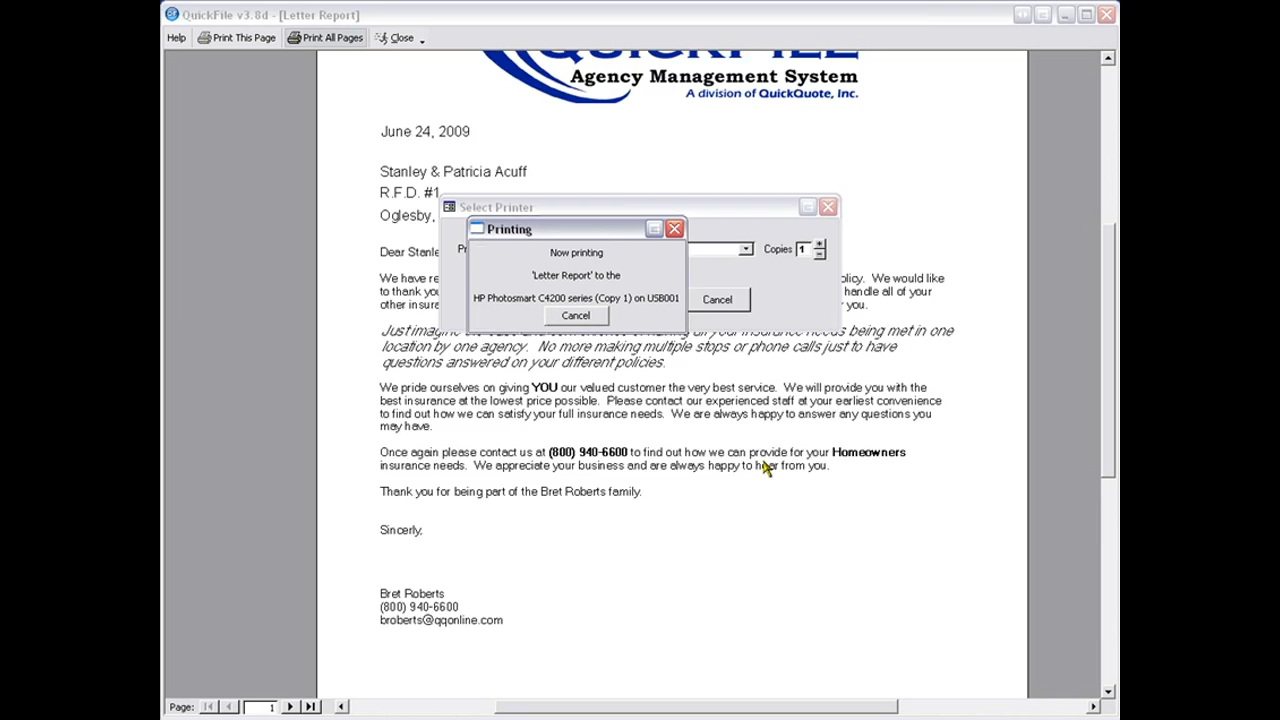 QuickFile v3.8d - [Letter Report]
Help Print This Page Print All Pages Close
QUICKFILE
Agency Management System
A division of QuickQuote, Inc.
June 24, 2009
Stanley & Patricia Acuff
R.F.D. #1
Select Printer
Oglesby,
Printing
Dear Stanle
Copies 1
Now printing
'Letter Report' to the
HP Photosmart C4200 series (Copy 1) on USB001
Cancel
Cancel
We have re olicy. We would like
to thank you handle all of your
other insura you.
Just imagine being met in one
location by one agency. No more making multiple stops or phone calls just to have
questions answered on your different policies.
We pride ourselves on giving YOU our valued customer the very best service. We will provide you with the
best insurance at the lowest price possible. Please contact our experienced staff at your earliest convenience
to find out how we can satisfy your full insurance needs. We are always happy to answer any questions you
may have.
Once again please contact us at (800) 940-6600 to find out how we can provide for your Homeowners
insurance needs. We appreciate your business and are always happy to hear from you.
Thank you for being part of the Bret Roberts family.
Sincerely,
Bret Roberts
(800) 940-6600
broberts@qqonline.com
Page: 1